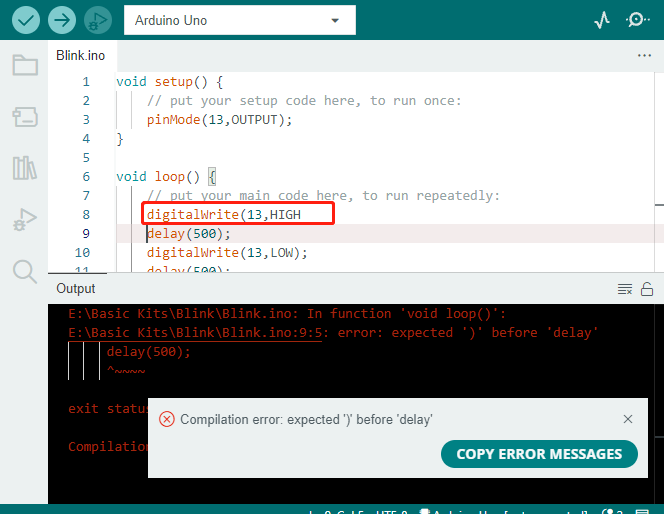 Arduino Uno
Blink.ino
...
1 void setup() {
2 // put your setup code here, to run once:
3 pinMode(13,OUTPUT);
4 }
5
6 void loop() {
7 // put your main code here, to run repeatedly:
8 digitalWrite(13,HIGH
9 delay(500);
10 digitalWrite(13,LOW);
11 delay(500);
Output
E:\Basic Kits\Blink\Blink.ino: In function 'void loop()':
E:\Basic Kits\Blink\Blink.ino:9:5: error: expected ')' before 'delay'
delay(500);
^~~~~
exit status
Compilation
Compilation error: expected ')' before 'delay'
COPY ERROR MESSAGES